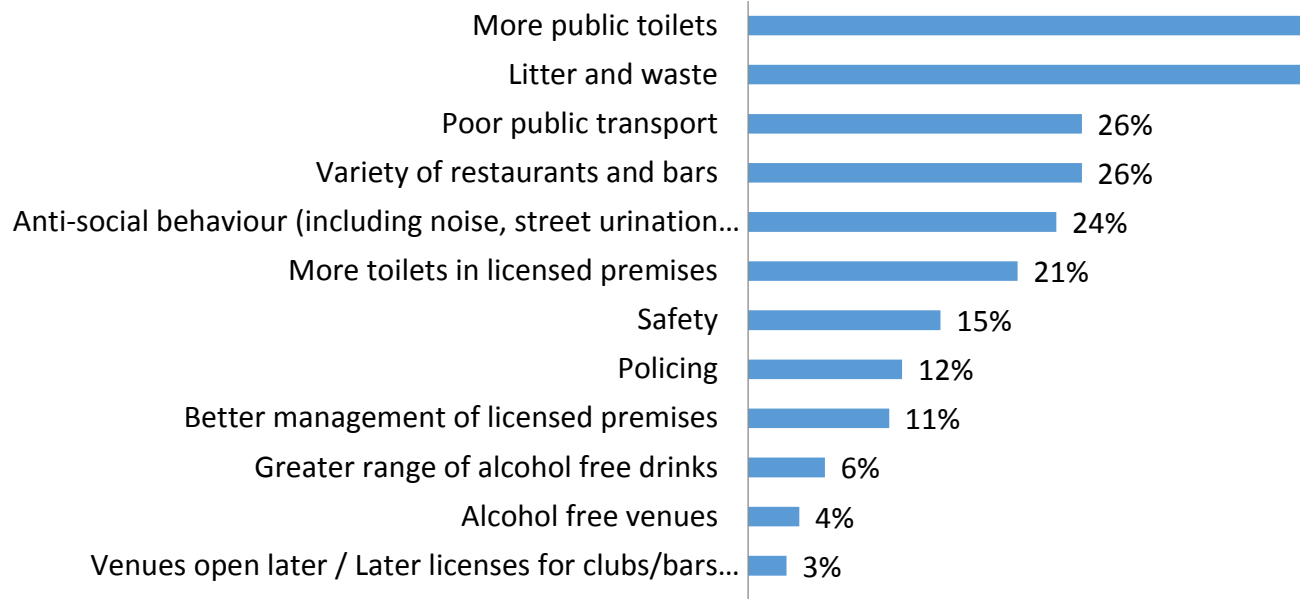 More public toilets
Litter and waste
Poor public transport 26%
Variety of restaurants and bars 26%
Anti-social behaviour (including noise, street urination… 24%
More toilets in licensed premises 21%
Safety 15%
Policing 12%
Better management of licensed premises 11%
Greater range of alcohol free drinks 6%
Alcohol free venues 4%
Venues open later / Later licenses for clubs/bars… 3%